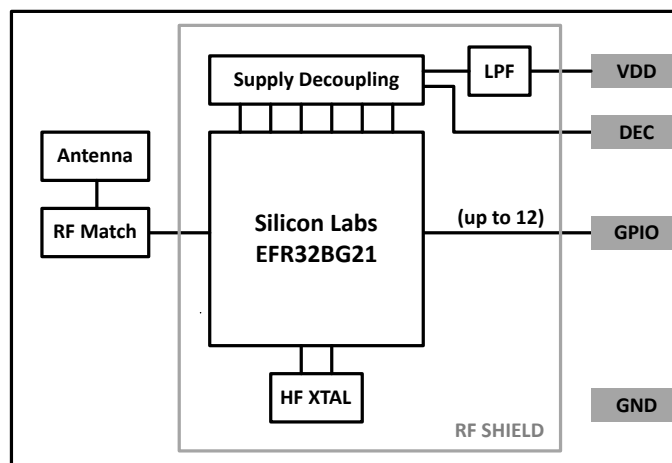 Supply Decoupling
LPF
VDD
DEC
Antenna
RF Match
Silicon Labs
EFR32BG21
(up to 12)
GPIO
HF XTAL
GND
RF SHIELD